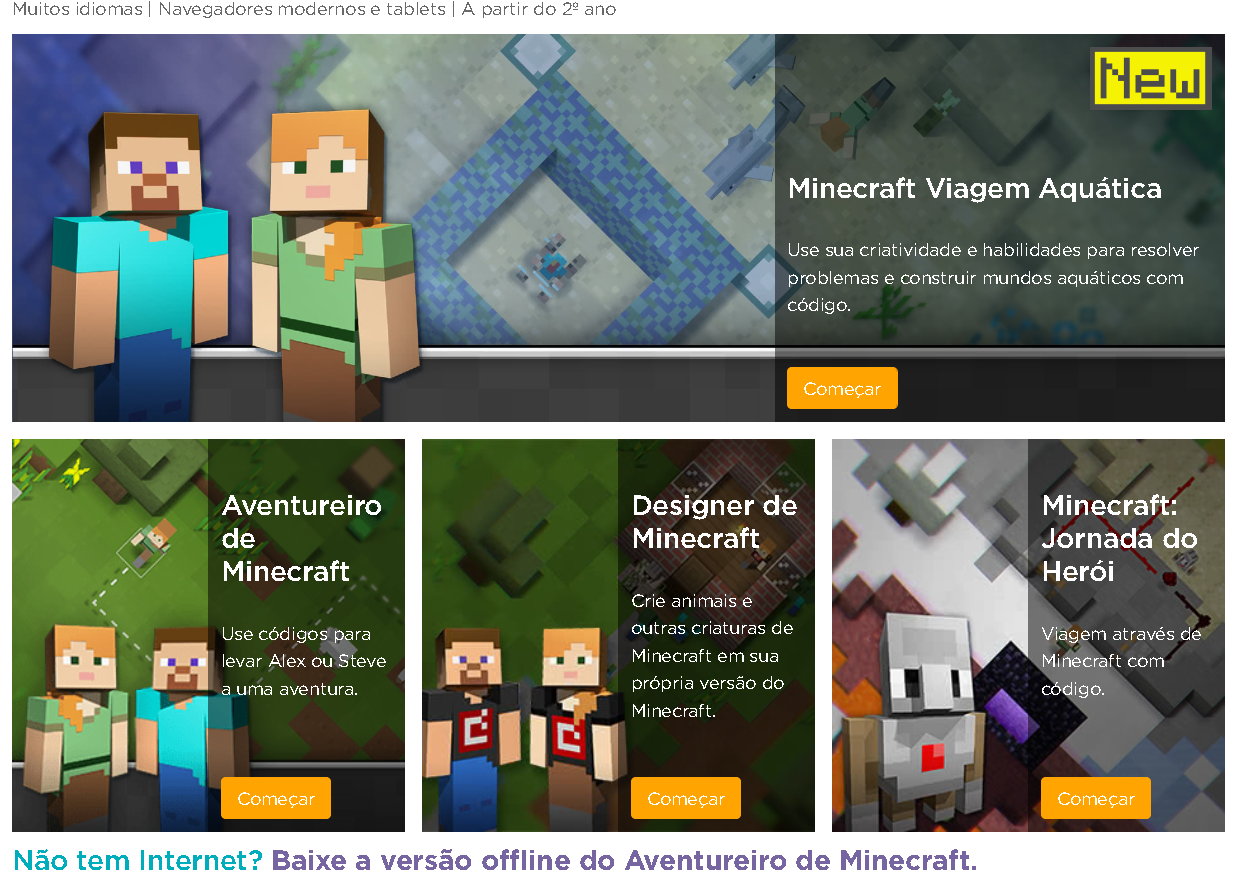 Muitos idiomas | Navegadores modernos e tablets | A partir do 2º ano
New
Minecraft Viagem Aquática
Use sua criatividade e habilidades para resolver
problemas e construir mundos aquáticos com
código.
Começar
Aventureiro
de
Minecraft
Use códigos para
levar Alex ou Steve
a uma aventura.
Começar
Designer de
Minecraft
Crie animais e
outras criaturas de
Minecraft em sua
própria versão do
Minecraft.
Começar
Minecraft:
Jornada do
Herói
Viagem através de
Minecraft com
código.
Começar
Não tem Internet? Baixe a versão offline do Aventureiro de Minecraft.